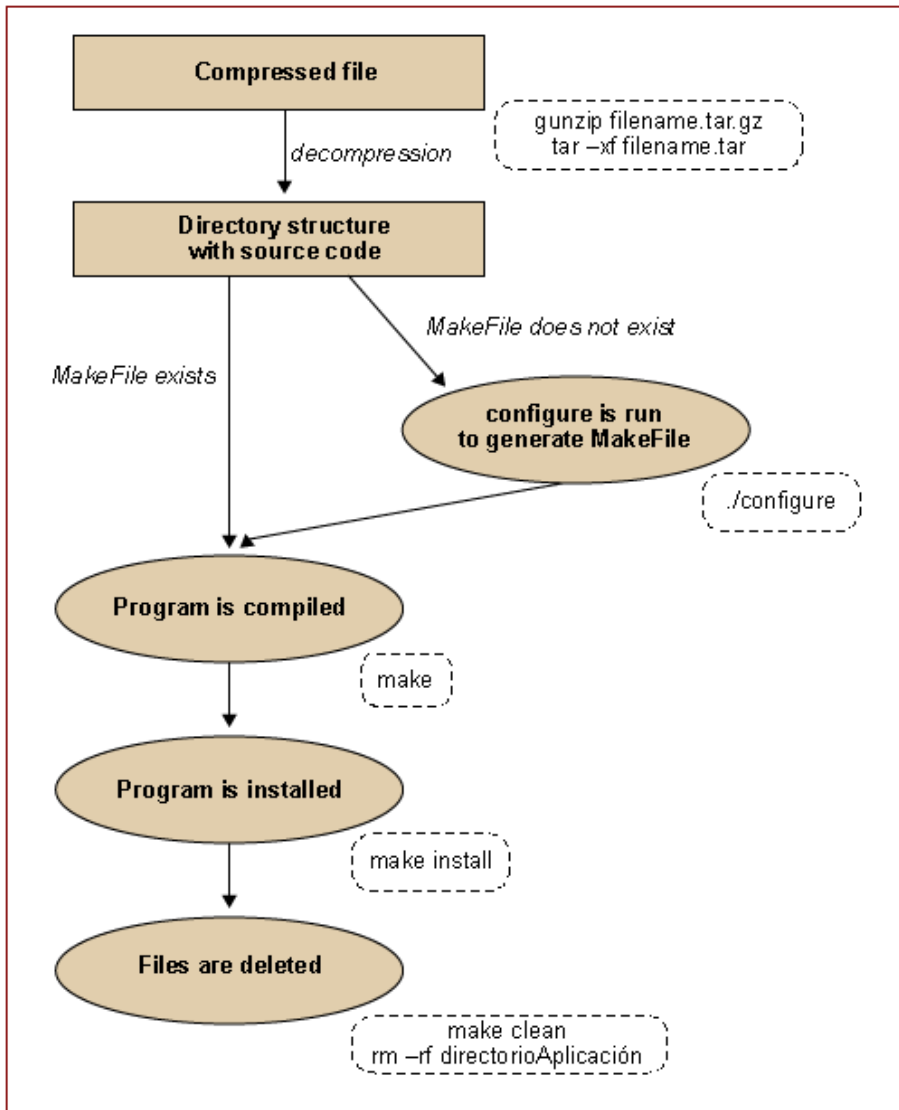 Compressed file
gunzip filename.tar.gz
tar –xf filename.tar
decompression
Directory structure
with source code
MakeFile does not exist
MakeFile exists
configure is run
to generate MakeFile
./configure
Program is compiled
make
Program is installed
make install
Files are deleted
make clean
rm –rf directorioAplicación